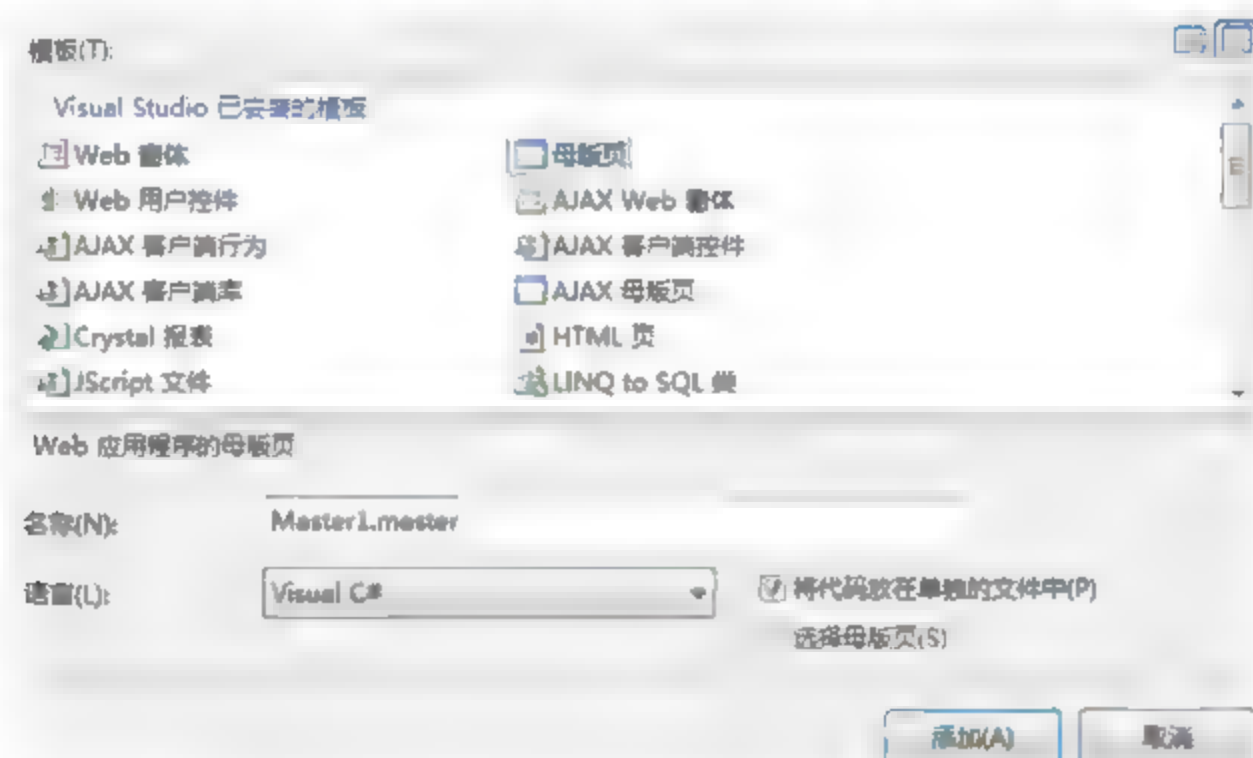 模板(T):
Visual Studio 已安装的模板
Web 窗体 母版页
Web 用户控件 AJAX Web 窗体
AJAX 客户端行为 AJAX 客户端控件
AJAX 客户端库 AJAX 母版页
Crystal 报表 HTML 页
JScript 文件 LINQ to SQL 类
Web 应用程序的母版页
名称(N): Master1.master
语言(L): Visual C# 将代码放在单独的文件中(P)
选择母版页(S)
添加(A) 取消